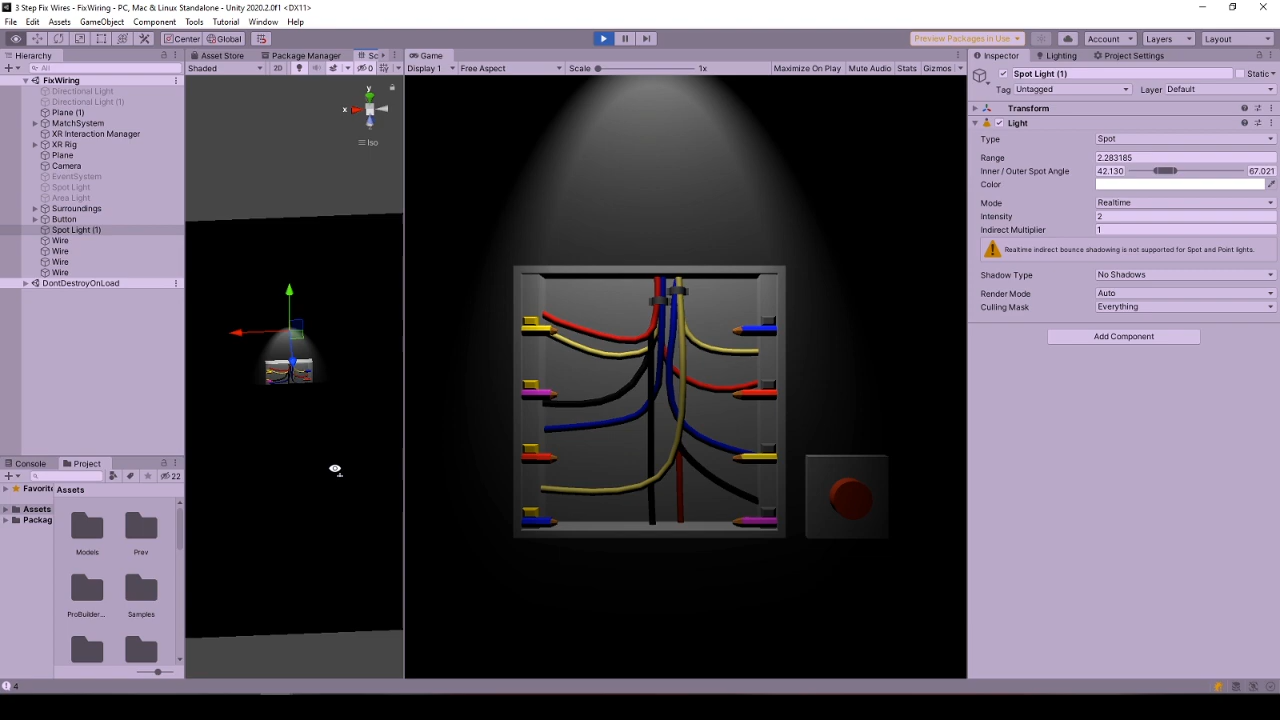 3 Step Fix Wires - FixWiring - PC, Mac & Linux Standalone - Unity 2020.2.0f1 <DX11>
File Edit Assets GameObject Component Tools Tutorial Window Help
Center Global Preview Packages in Use Account Layers Layout
Hierarchy
All
FixWiring
Directional Light
Directional Light (1)
Plane (1)
MatchSystem
XR Interaction Manager
XR Rig
Plane
Camera
EventSystem
Spot Light
Area Light
Surroundings
Button
Spot Light (1)
Wire
Wire
Wire
Wire
DontDestroyOnLoad
Asset Store Package Manager Sc
Shaded 2D 0
y
x
Iso
Game
Display 1 Free Aspect Scale 1x Maximize On Play Mute Audio Stats Gizmos
Inspector Lighting Project Settings
Spot Light (1) Static
Tag Untagged Layer Default
Transform
Light
Type Spot
Range 2.283185
Inner / Outer Spot Angle 42.130 67.021
Color
Mode Realtime
Intensity 2
Indirect Multiplier 1
Realtime indirect bounce shadowing is not supported for Spot and Point lights.
Shadow Type No Shadows
Render Mode Auto
Culling Mask Everything
Add Component
Console Project
22
Favorite
Assets
Packag
Assets
Models Prav
ProBuilder... Samples
4